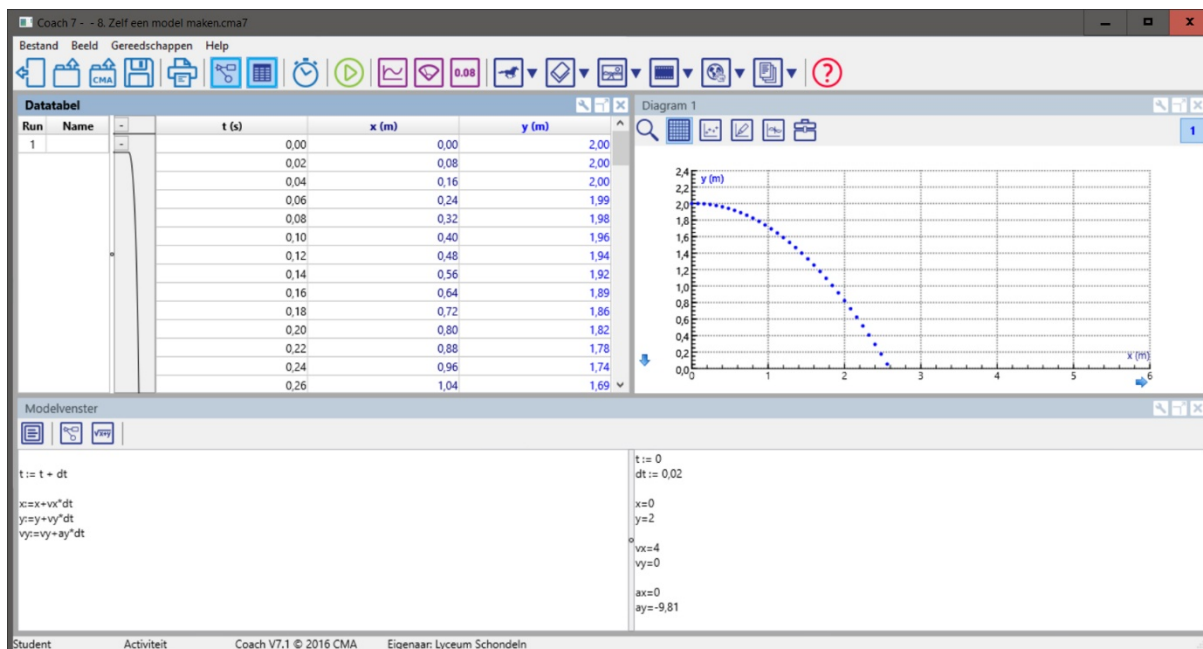 Coach 7 - - 8. Zelf een model maken.cma7
Bestand Beeld Gereedschappen Help
CMA 0.08 ?
Datatabel
Run Name - t (s) x (m) y (m)
1 - 0,00 0,00 2,00
0,02 0,08 2,00
0,04 0,16 2,00
0,06 0,24 1,99
0,08 0,32 1,98
0,10 0,40 1,96
0,12 0,48 1,94
0,14 0,56 1,92
0,16 0,64 1,89
0,18 0,72 1,86
0,20 0,80 1,82
0,22 0,88 1,78
0,24 0,96 1,74
0,26 1,04 1,69
Diagram 1
1
y (m)
2,4
2,2
2,0
1,8
1,6
1,4
1,2
1,0
0,8
0,6
0,4
0,2
0,0
x (m)
0 1 2 3 4 5 6
Modelvenster
√x+y
t := t + dt
x:=x+vx*dt
y:=y+vy*dt
vy:=vy+ay*dt
t := 0
dt := 0,02
x=0
y=2
vx=4
vy=0
ax=0
ay=-9,81
Student Activiteit Coach V7.1 © 2016 CMA Eigenaar: Lyceum Schondeln